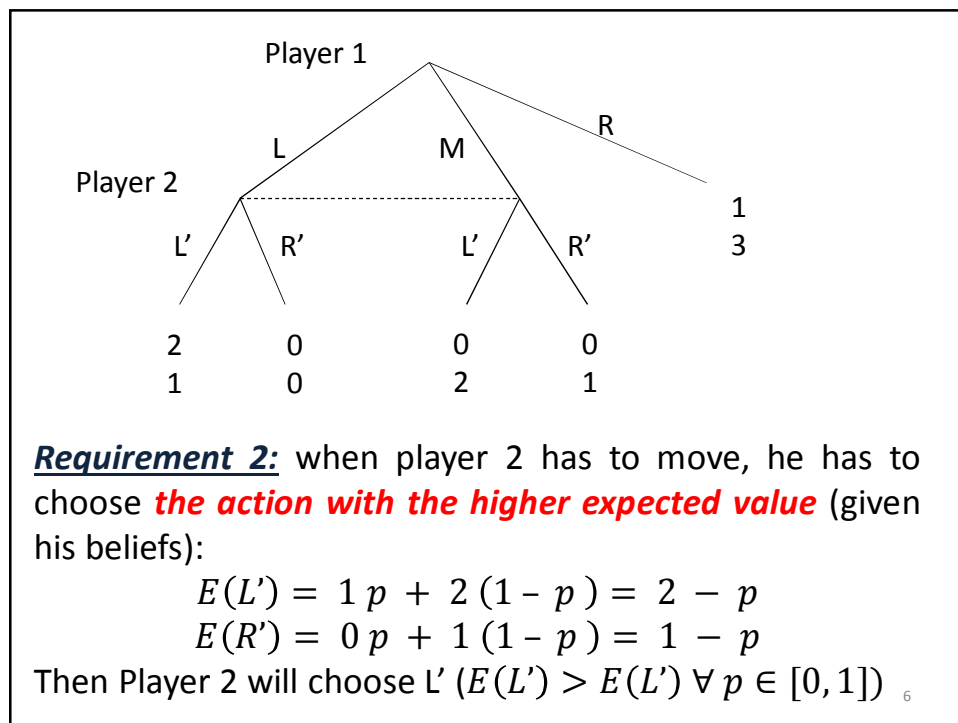 Player 1
R
L M
Player 2
1
3
L’ R’ L’ R’
2 0 0 0
1 0 2 1
Requirement 2: when player 2 has to move, he has to
choose the action with the higher expected value (given
his beliefs):
E(L’) = 1 p + 2 (1 – p ) = 2 − p
E(R’) = 0 p + 1 (1 – p ) = 1 − p
Then Player 2 will choose L’ (E(L’) > E(L’) ∀ p ∈ [0, 1])
6